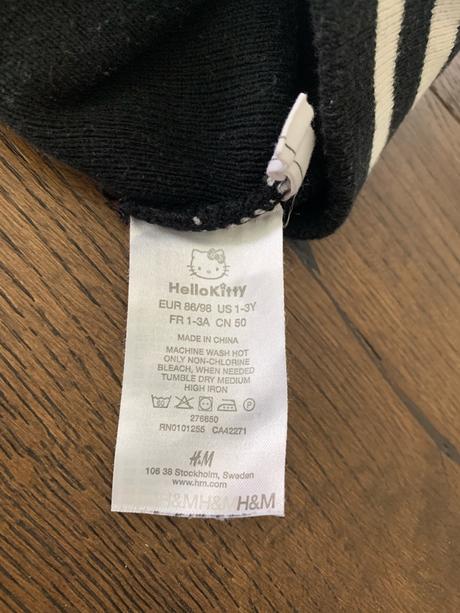 HelloKitty
EUR 86/98 US 1-3Y
FR 1-3A CN 50
MADE IN CHINA
MACHINE WASH HOT
ONLY NON-CHLORINE
BLEACH, WHEN NEEDED
TUMBLE DRY MEDIUM
HIGH IRON
60 P
276650
RN0101255 CA42271
H&M
106 38 Stockholm, Sweden
www.hm.com
H&MH&MH&M